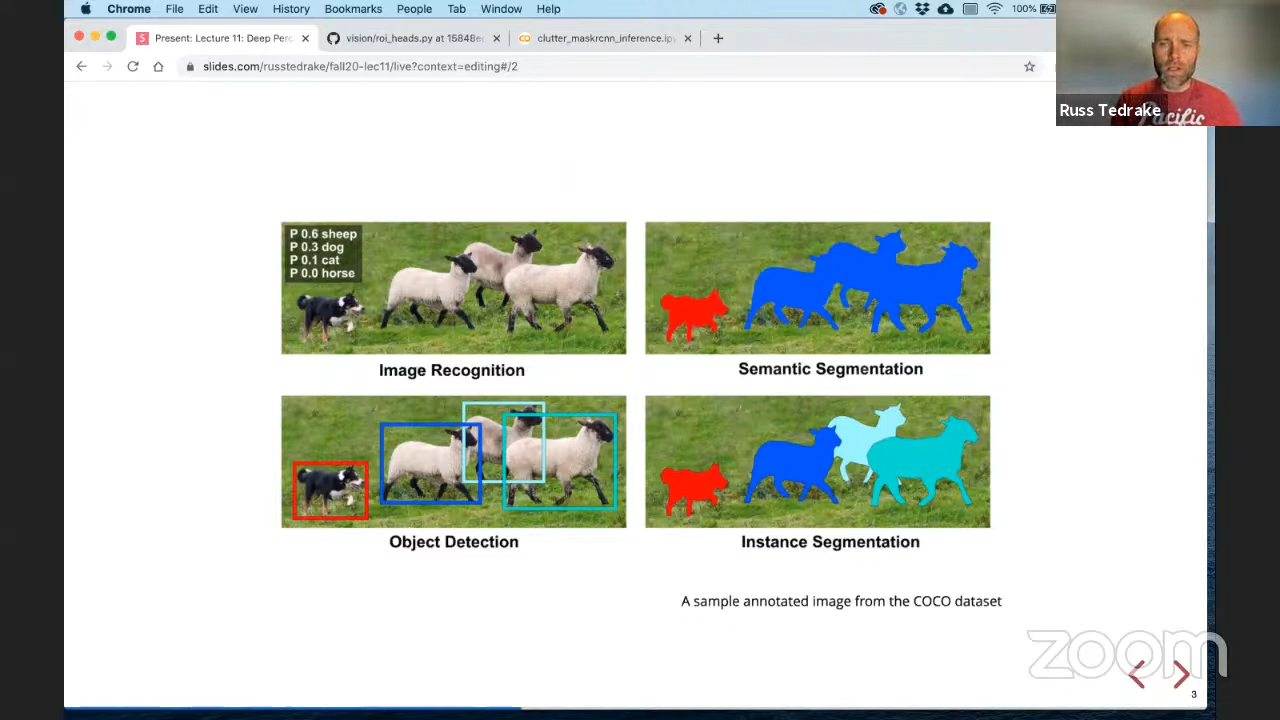 Chrome File Edit View History Bookmarks People Tab Window Help 100%
Present: Lecture 11: Deep Perc
vision/roi_heads.py at 15848e
clutter_maskrcnn_inference.ip
slides.com/russtedrake/fall20-lec11/live?context=editing#/2
Russ Tedrake
Pacific
P 0.6 sheep
P 0.3 dog
P 0.1 cat
P 0.0 horse
Image Recognition
Semantic Segmentation
Object Detection
Instance Segmentation
A sample annotated image from the COCO dataset
zoom
3